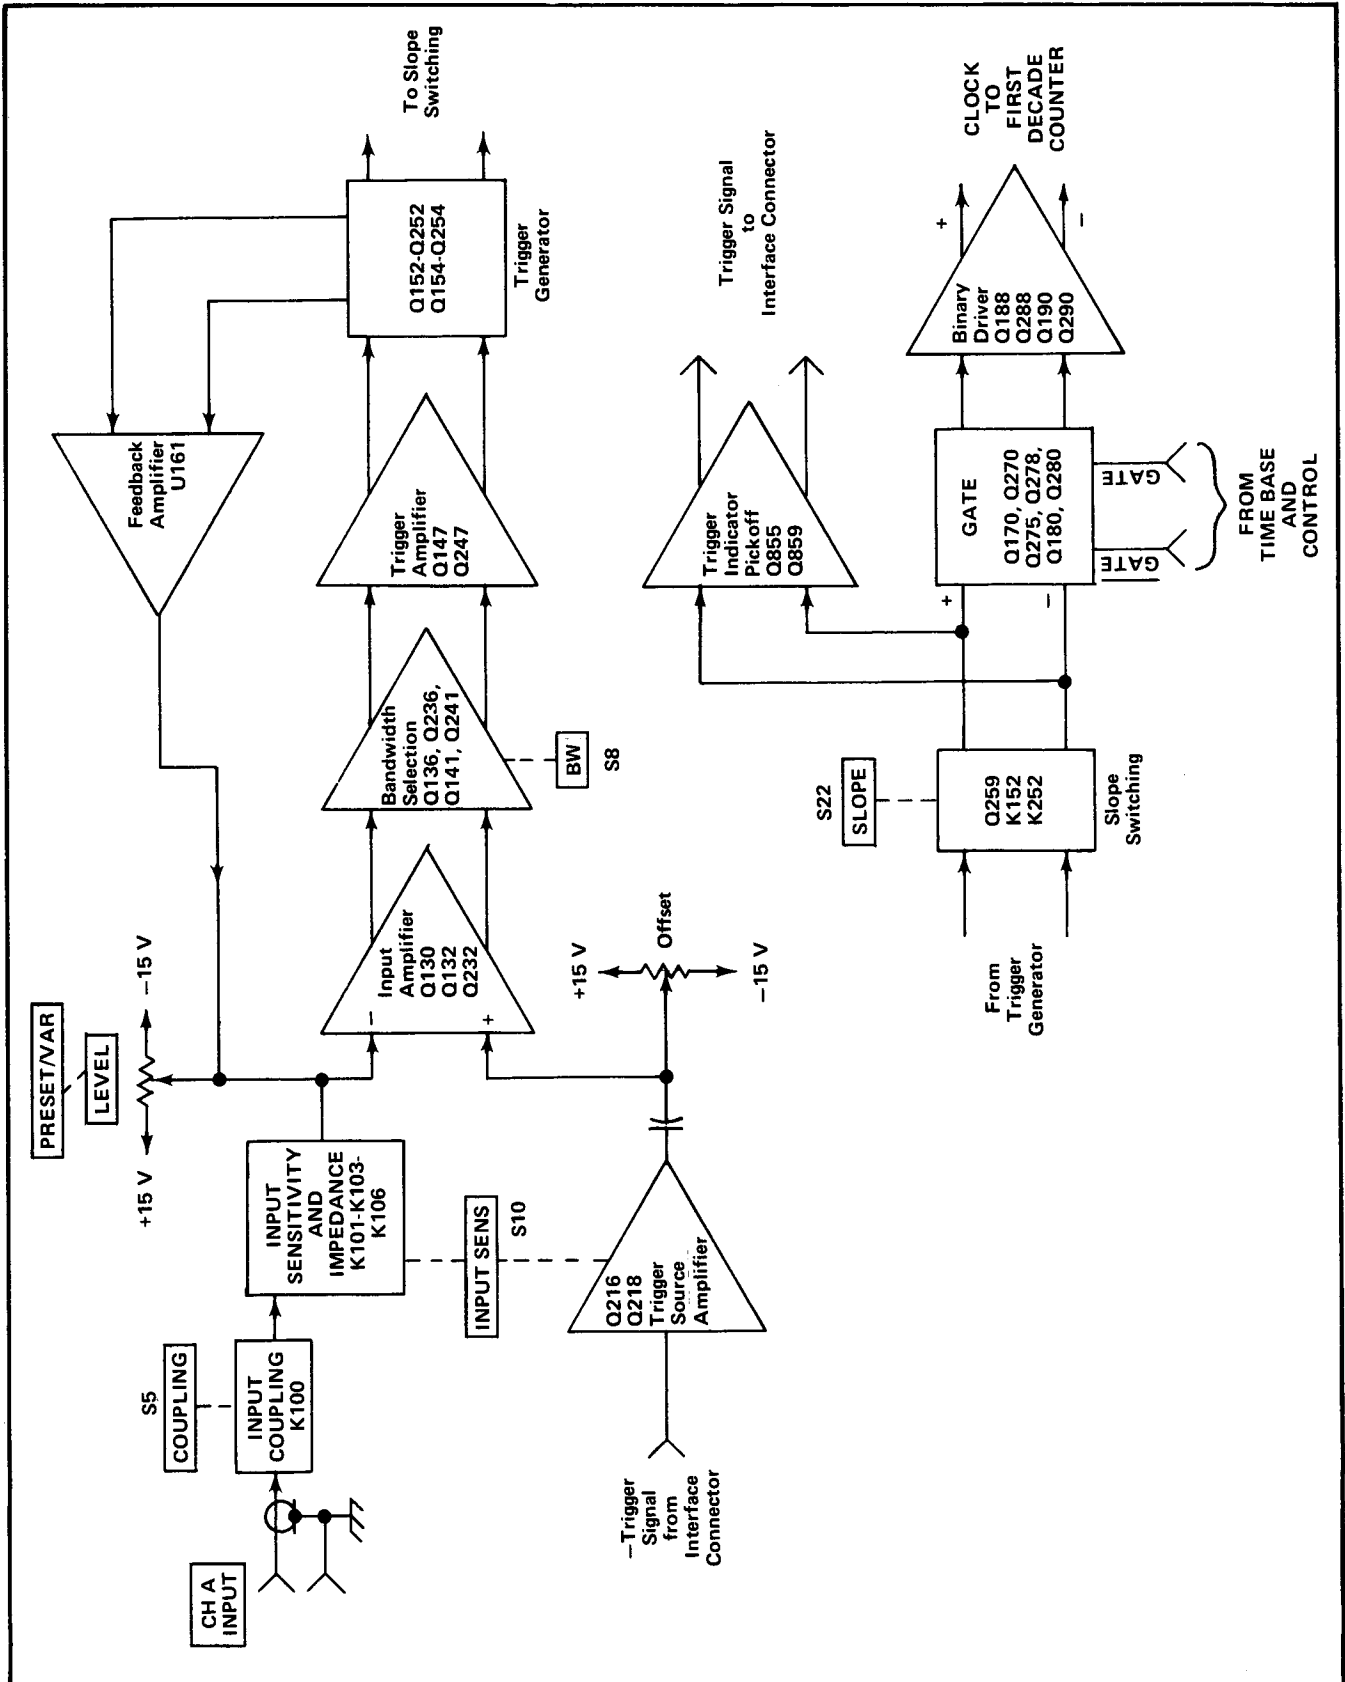 CH A
INPUT
S5
COUPLING
INPUT
COUPLING
K100
PRESET/VAR
LEVEL
+15 V
−15 V
INPUT
SENSITIVITY
AND
IMPEDANCE
K101-K103-
K106
INPUT SENS
S10
−Trigger
Signal
from
Interface
Connector
Q216
Q218
Trigger
Source
Amplifier
+15 V
Offset
−15 V
−
+
Input
Amplifier
Q130
Q132
Q232
Bandwidth
Selection
Q136, Q236,
Q141, Q241
BW
S8
Trigger
Amplifier
Q147
Q247
Feedback
Amplifier
U161
Q152-Q252
Q154-Q254
Trigger
Generator
To Slope
Switching
From
Trigger
Generator
S22
SLOPE
Q259
K152
K252
Slope
Switching
Trigger
Indicator
Pickoff
Q855
Q859
Trigger Signal
to
Interface Connector
+
−
GATE
Q170, Q270
Q275, Q278,
Q180, Q280
GATE
GATE
FROM
TIME BASE
AND
CONTROL
Binary
Driver
Q188
Q288
Q190
Q290
+
−
CLOCK
TO
FIRST
DECADE
COUNTER